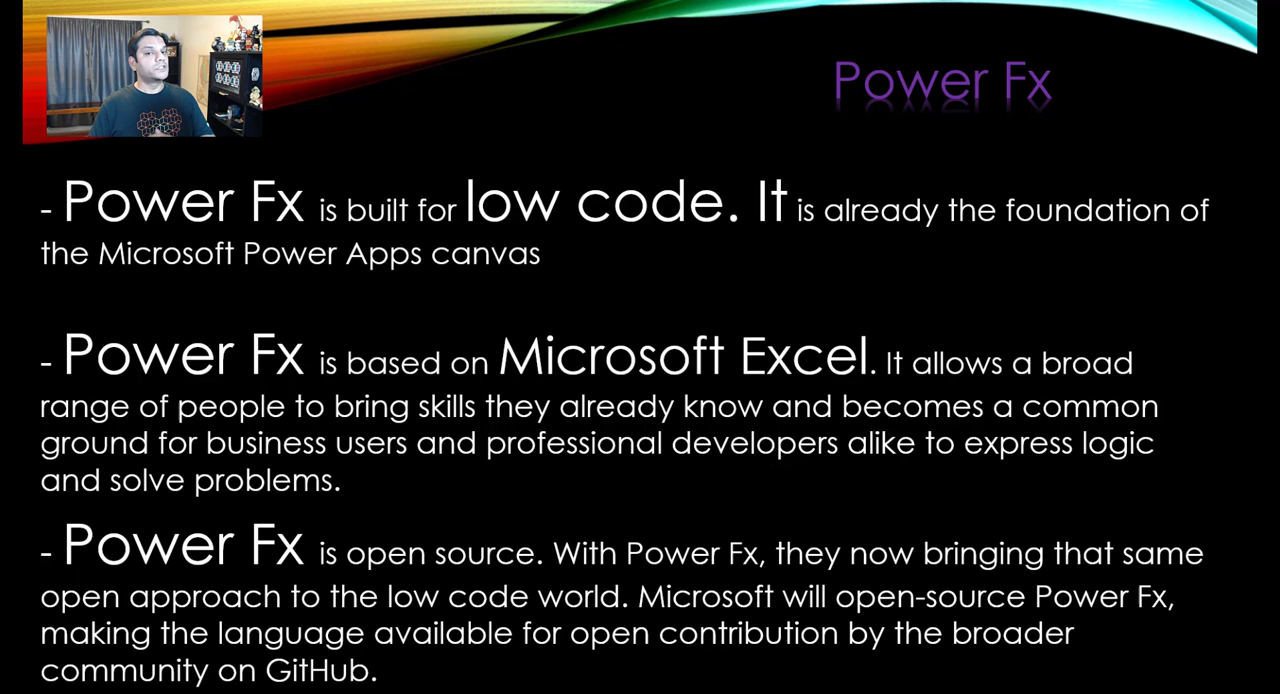 Power Fx
- Power Fx is built for low code. It is already the foundation of
the Microsoft Power Apps canvas
- Power Fx is based on Microsoft Excel. It allows a broad
range of people to bring skills they already know and becomes a common
ground for business users and professional developers alike to express logic
and solve problems.
- Power Fx is open source. With Power Fx, they now bringing that same
open approach to the low code world. Microsoft will open-source Power Fx,
making the language available for open contribution by the broader
community on GitHub.